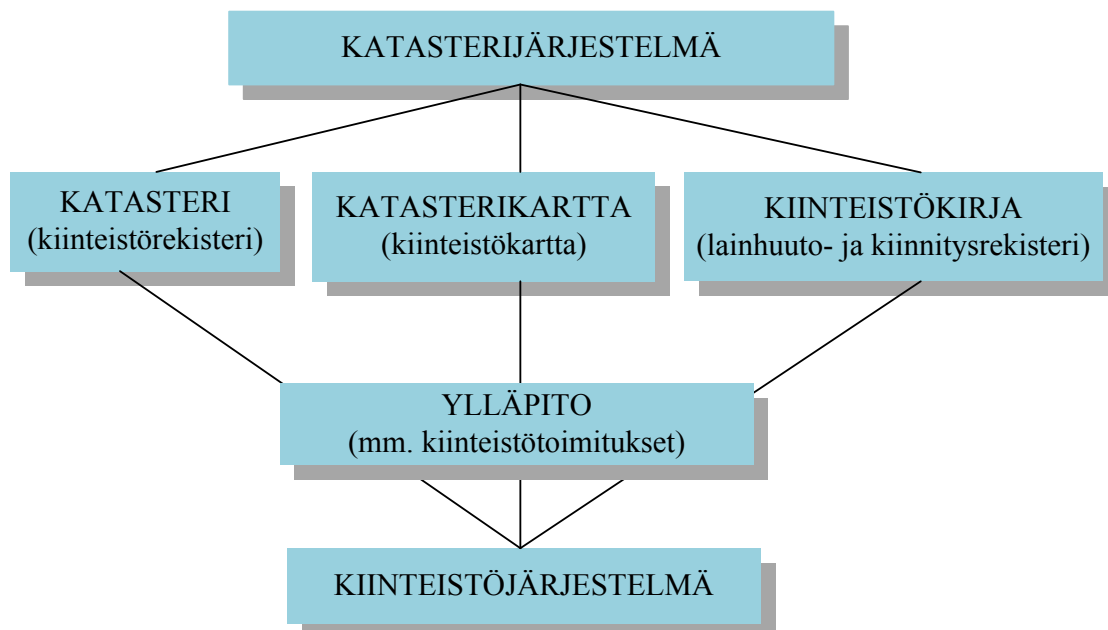 KATASTERIJÄRJESTELMÄ
KATASTERI
(kiinteistörekisteri)
KATASTERIKARTTA
(kiinteistökartta)
KIINTEISTÖKIRJA
(lainhuuto- ja kiinnitysrekisteri)
YLLÄPITO
(mm. kiinteistötoimitukset)
KIINTEISTÖJÄRJESTELMÄ